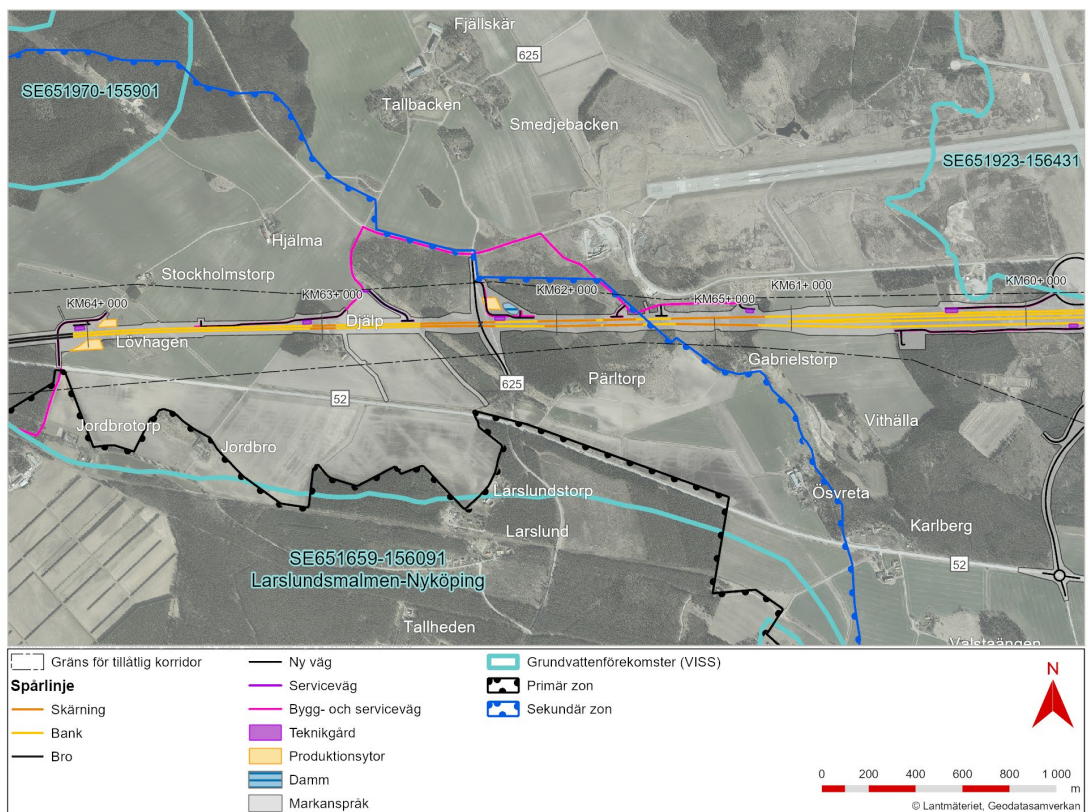 Fjällskär
625
SE651970-155901
Tallbacken
Smedjebacken
SE651923-156431
Hjälma
Stockholmstorp
KM64+ 000
KM63+ 000
KM62+ 000
KM65+ 000
KM61+ 000
KM60+ 000
Djälp
Lövhagen
Gabrielstorp
Pärltorp
625
52
Vithälla
Jordbrotorp
Jordbro
Larslundstorp
Ösvreta
Larslund
Karlberg
SE651659-156091
Larslundsmalmen-Nyköping
52
Tallheden
Valstaängen
Gräns för tillåtlig korridor
Spårlinje
Skärning
Bank
Bro
Ny väg
Serviceväg
Bygg- och serviceväg
Teknikgård
Produktionsytor
Damm
Markanspråk
Grundvattenförekomster (VISS)
Primär zon
Sekundär zon
N
0 200 400 600 800 1 000
m
© Lantmäteriet, Geodatasamverkan